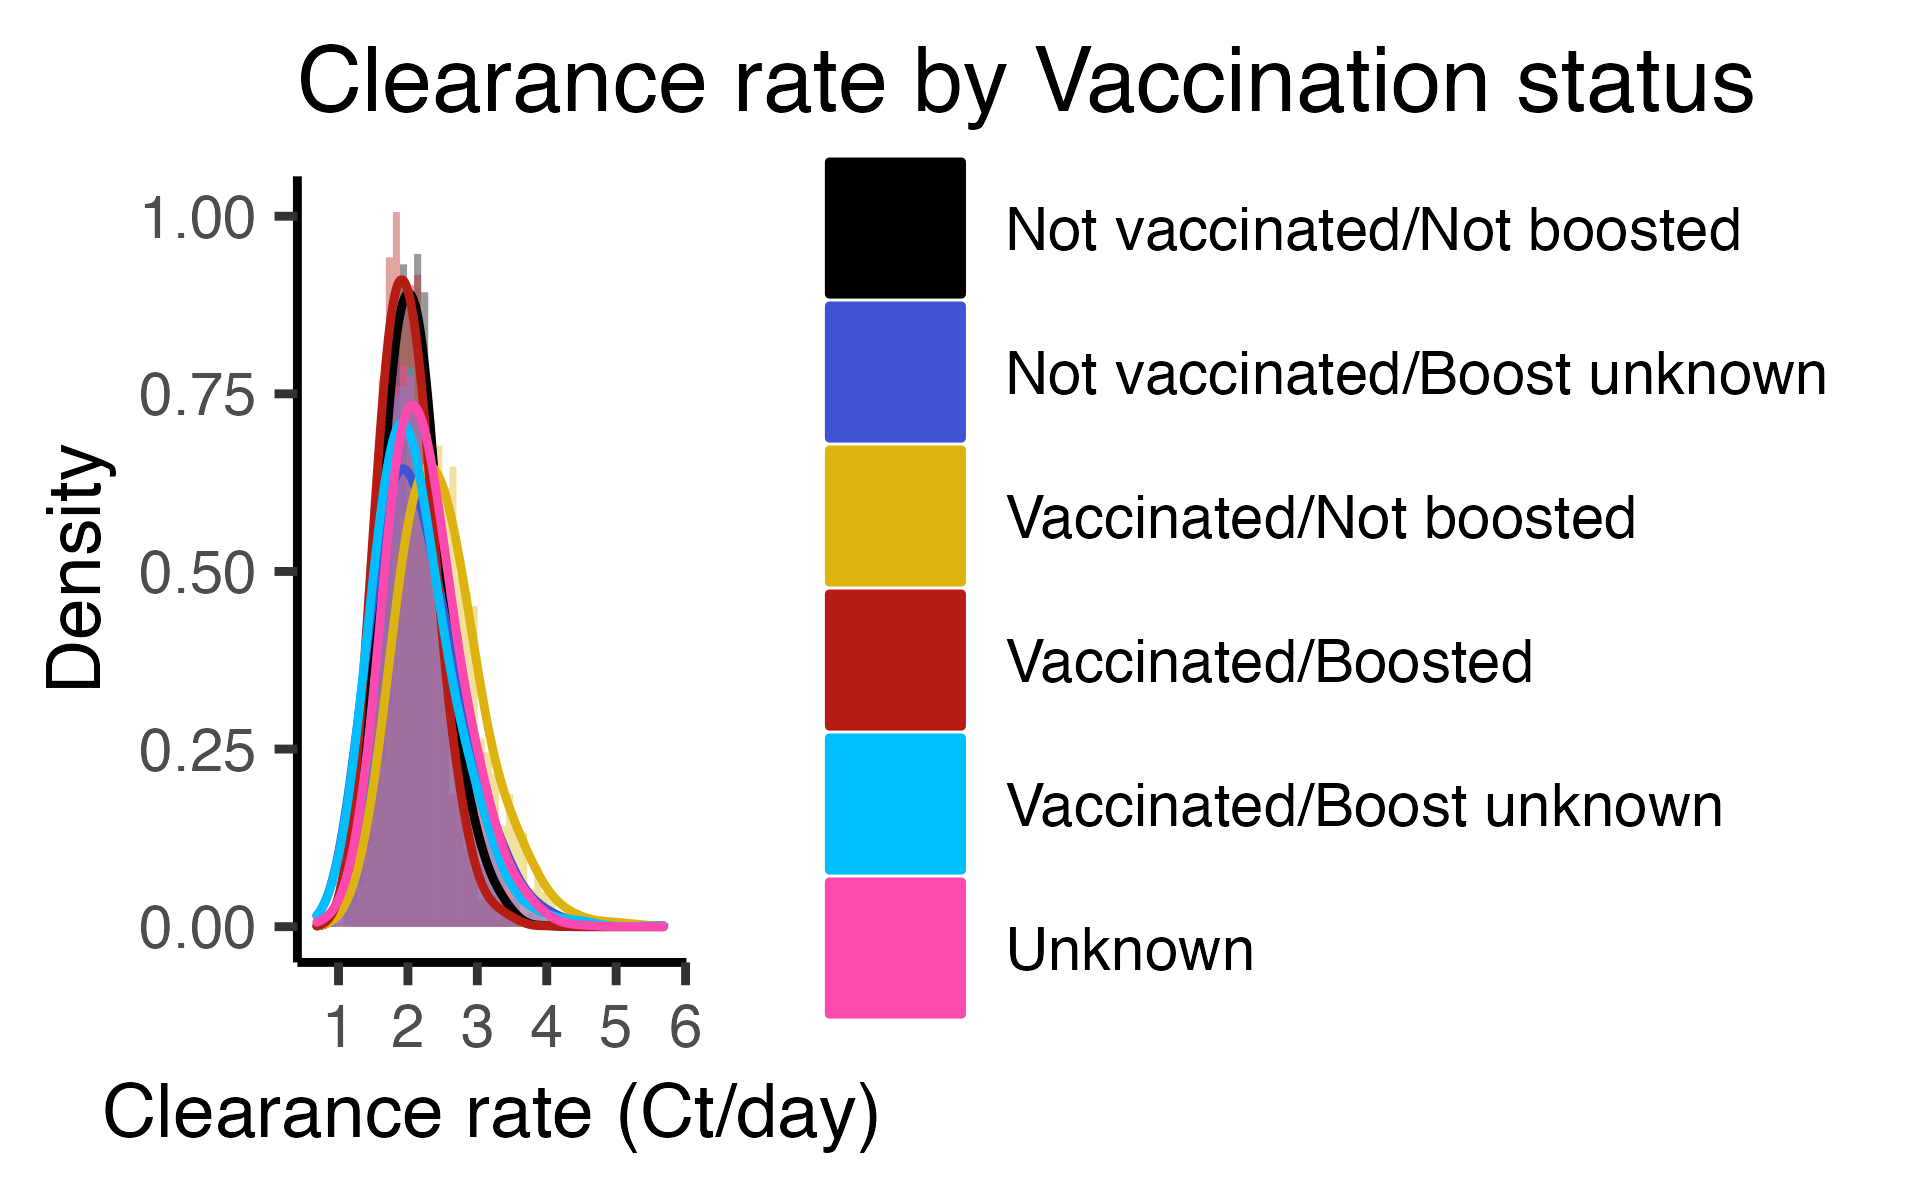 Clearance rate by Vaccination status
1.00
0.75
0.50
0.25
0.00
Density
1 2 3 4 5 6
Clearance rate (Ct/day)
Not vaccinated/Not boosted
Not vaccinated/Boost unknown
Vaccinated/Not boosted
Vaccinated/Boosted
Vaccinated/Boost unknown
Unknown